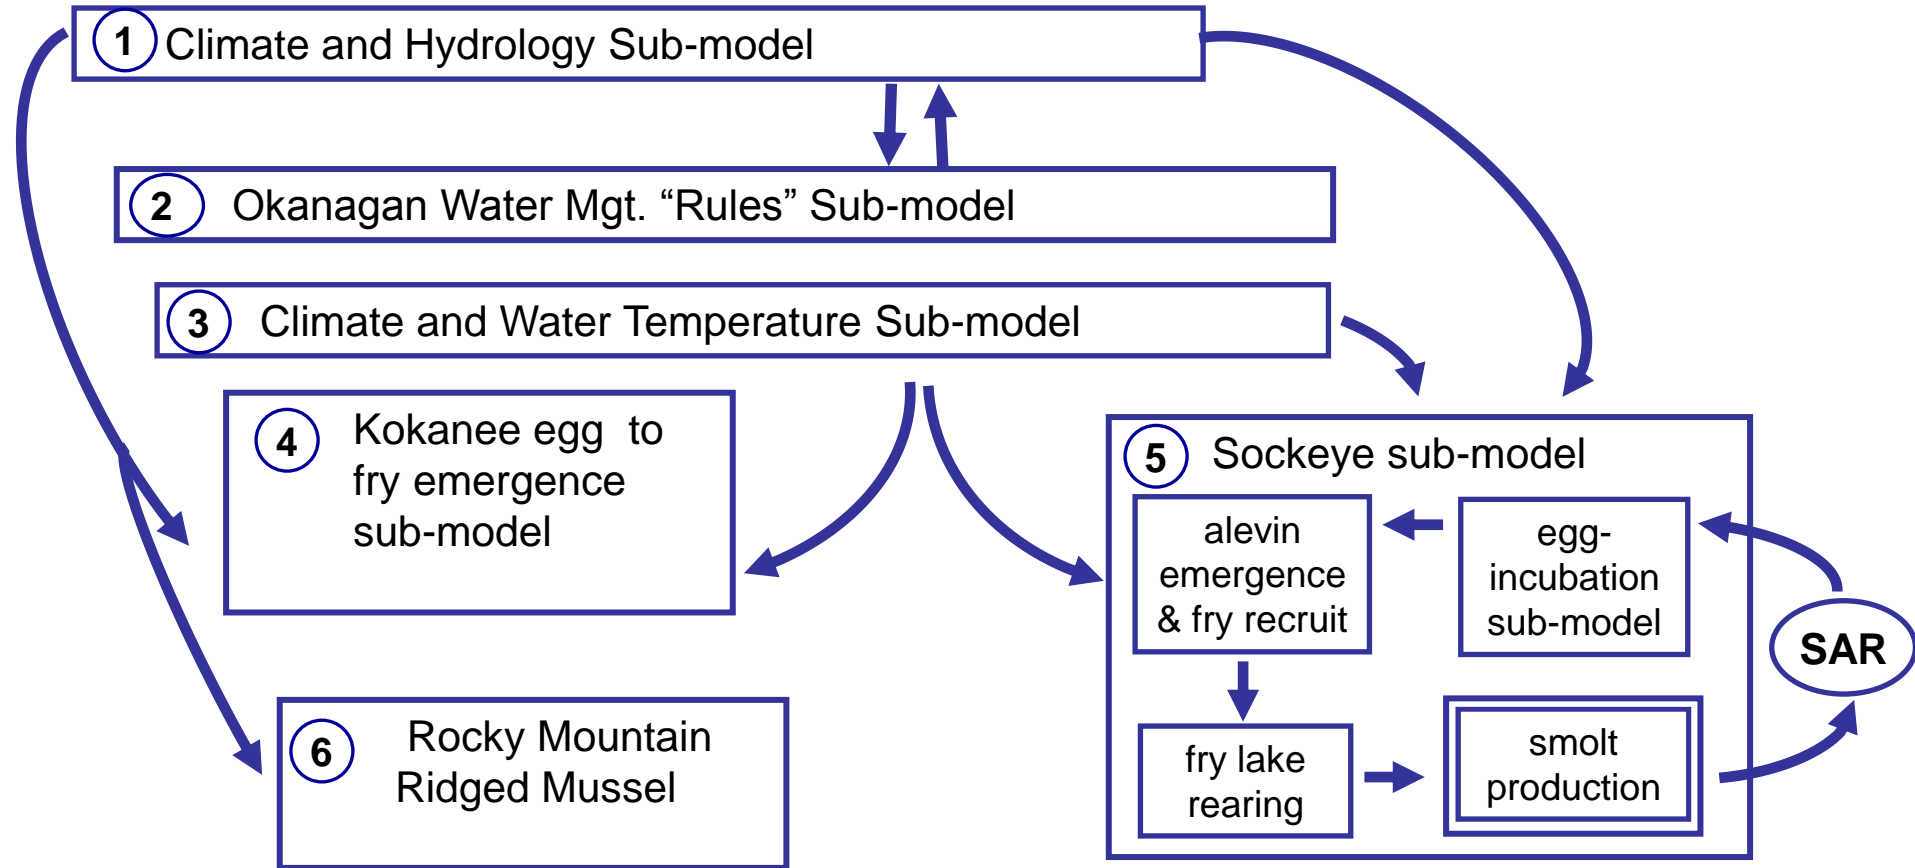 1 Climate and Hydrology Sub-model
2 Okanagan Water Mgt. “Rules” Sub-model
3 Climate and Water Temperature Sub-model
4 Kokanee egg to
fry emergence
sub-model
5 Sockeye sub-model
alevin
emergence
& fry recruit
egg-
incubation
sub-model
SAR
fry lake
rearing
smolt
production
6 Rocky Mountain
Ridged Mussel